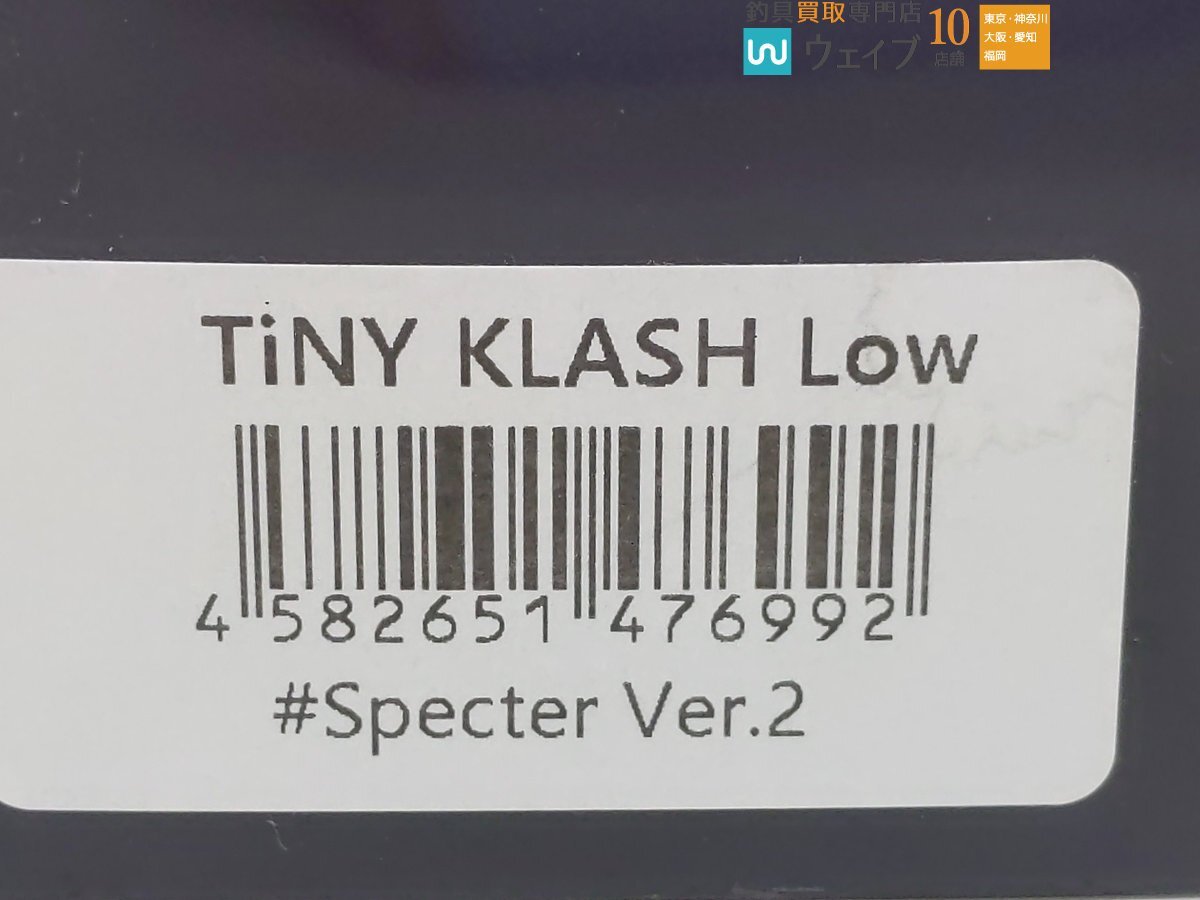 釣具買取専門店
ウェイブ
10
店舗
東京・神奈川
大阪・愛知
福岡
TiNY KLASH Low
4 582651 476992
#Specter Ver.2